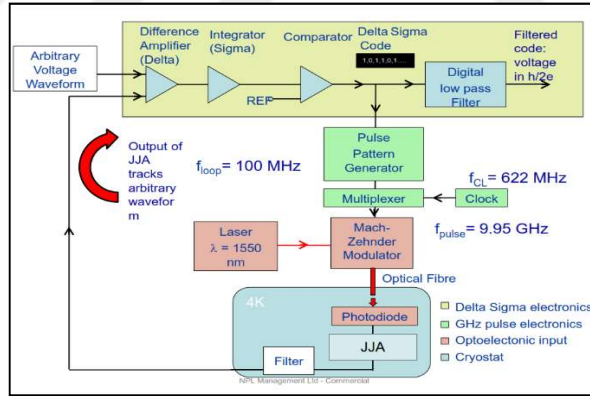 Difference
Amplifier
(Delta)
Integrator
(Sigma)
Comparator
Delta Sigma
Code
1,0,1,1,0,1....
Filtered
code:
voltage
in h/2e
Arbitrary
Voltage
Waveform
REF
Digital
low pass
Filter
Output of
JJA
tracks
arbitrary
wavefor
m
floop= 100 MHz
Pulse
Pattern
Generator
fCL= 622 MHz
Multiplexer
Clock
fpulse= 9.95 GHz
Laser
λ = 1550
nm
Mach-
Zehnder
Modulator
Optical Fibre
4K
Photodiode
JJA
Filter
Delta Sigma electronics
GHz pulse electronics
Optoelectonic input
Cryostat
NPL Management Ltd - Commercial